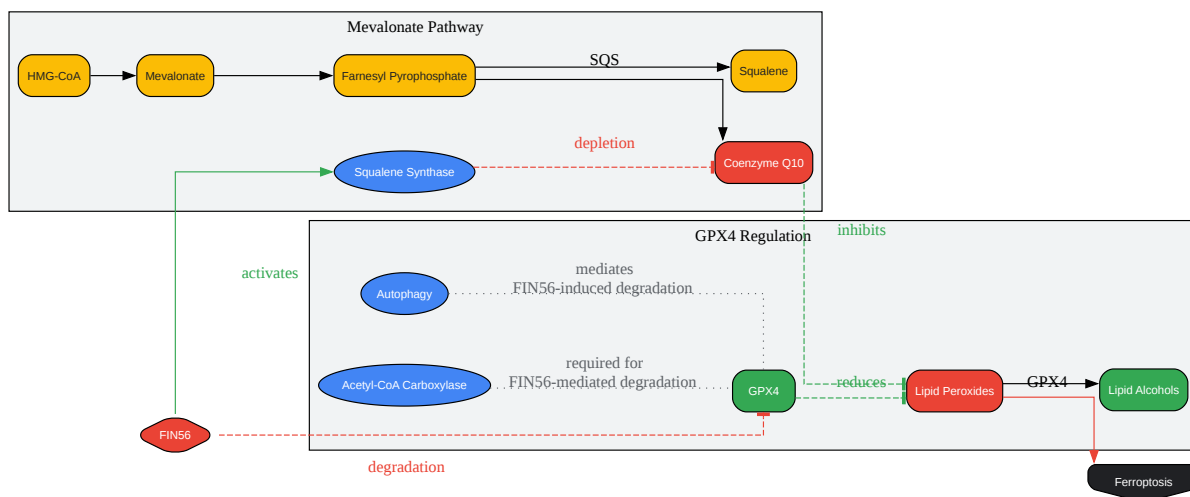 Mevalonate Pathway
HMG-CoA
Mevalonate
Farnesyl Pyrophosphate
SQS
Squalene
depletion
Squalene Synthase
Coenzyme Q10
GPX4 Regulation
inhibits
activates
mediates
FIN56-induced degradation
Autophagy
required for
FIN56-mediated degradation
Acetyl-CoA Carboxylase
GPX4
reduces
Lipid Peroxides
GPX4
Lipid Alcohols
FIN56
degradation
Ferroptosis